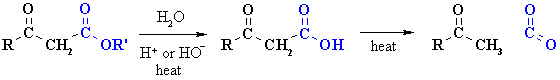 O O O O O O
R CH₂ OR' H₂O H⁺ or HO⁻ heat R CH₂ OH heat R CH₃ C O
C C C C C O